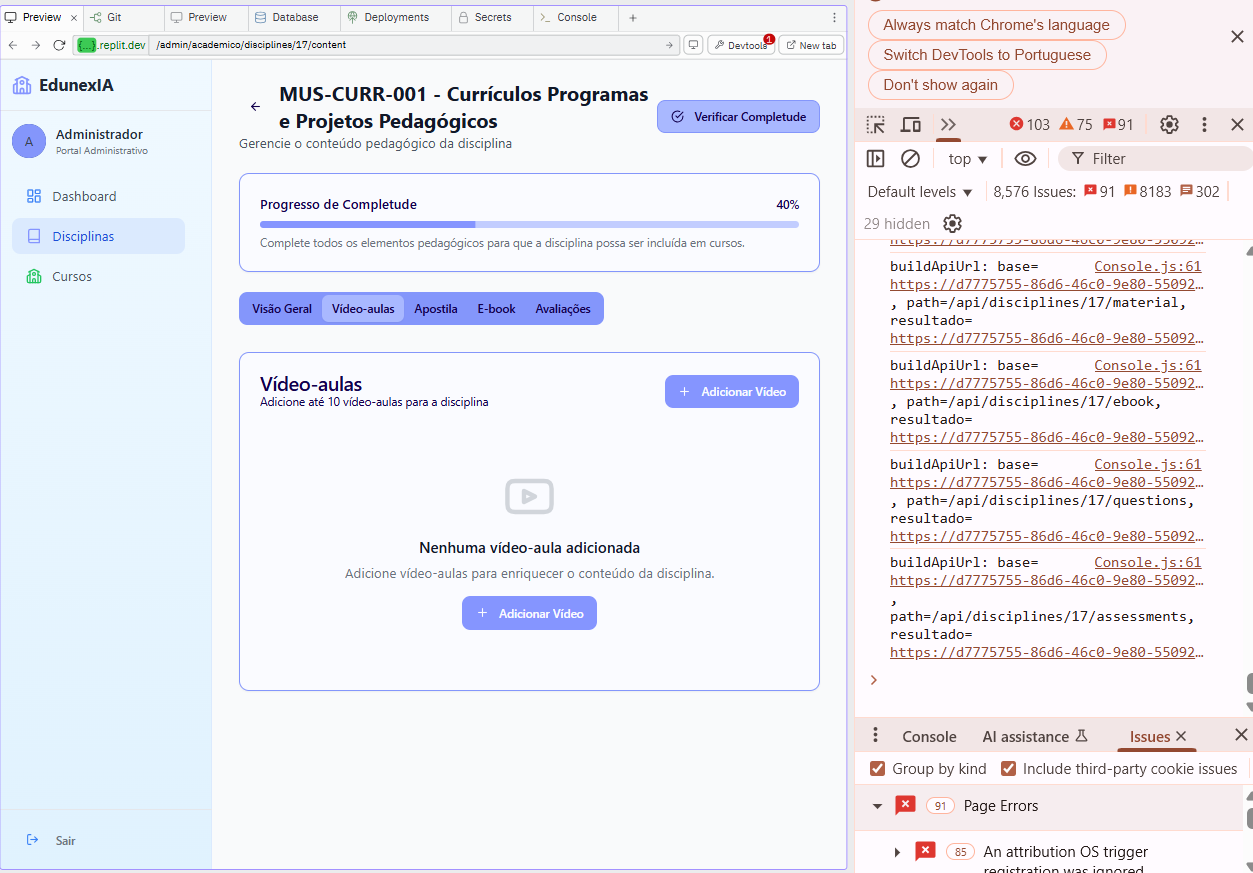 Preview
Git
Preview
Database
Deployments
Secrets
Console
{...}.replit.dev
/admin/academico/disciplines/17/content
Devtools
1
New tab
EdunexIA
A
Administrador
Portal Administrativo
Dashboard
Disciplinas
Cursos
Sair
MUS-CURR-001 - Currículos Programas
e Projetos Pedagógicos
Gerencie o conteúdo pedagógico da disciplina
Verificar Completude
Progresso de Completude
40%
Complete todos os elementos pedagógicos para que a disciplina possa ser incluída em cursos.
Visão Geral
Vídeo-aulas
Apostila
E-book
Avaliações
Vídeo-aulas
Adicione até 10 vídeo-aulas para a disciplina
Adicionar Vídeo
Nenhuma vídeo-aula adicionada
Adicione vídeo-aulas para enriquecer o conteúdo da disciplina.
Adicionar Vídeo
Always match Chrome's language
Switch DevTools to Portuguese
Don't show again
103
75
91
top
Filter
Default levels
8,576 Issues:
91
8183
302
29 hidden
https://d7775755-86d6-46c0-9e80-55092…
buildApiUrl: base=
Console.js:61
https://d7775755-86d6-46c0-9e80-55092…
, path=/api/disciplines/17/material,
resultado=
https://d7775755-86d6-46c0-9e80-55092…
buildApiUrl: base=
Console.js:61
https://d7775755-86d6-46c0-9e80-55092…
, path=/api/disciplines/17/ebook,
resultado=
https://d7775755-86d6-46c0-9e80-55092…
buildApiUrl: base=
Console.js:61
https://d7775755-86d6-46c0-9e80-55092…
, path=/api/disciplines/17/questions,
resultado=
https://d7775755-86d6-46c0-9e80-55092…
buildApiUrl: base=
Console.js:61
https://d7775755-86d6-46c0-9e80-55092…
,
path=/api/disciplines/17/assessments,
resultado=
https://d7775755-86d6-46c0-9e80-55092…
Console
AI assistance
Issues
Group by kind
Include third-party cookie issues
91
Page Errors
85
An attribution OS trigger
registration was ignored